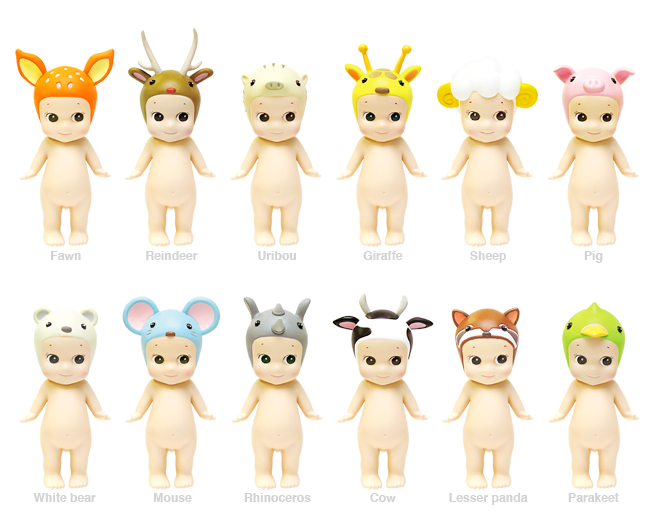 Fawn Reindeer Uribou Giraffe Sheep Pig
White bear Mouse Rhinoceros Cow Lesser panda Parakeet